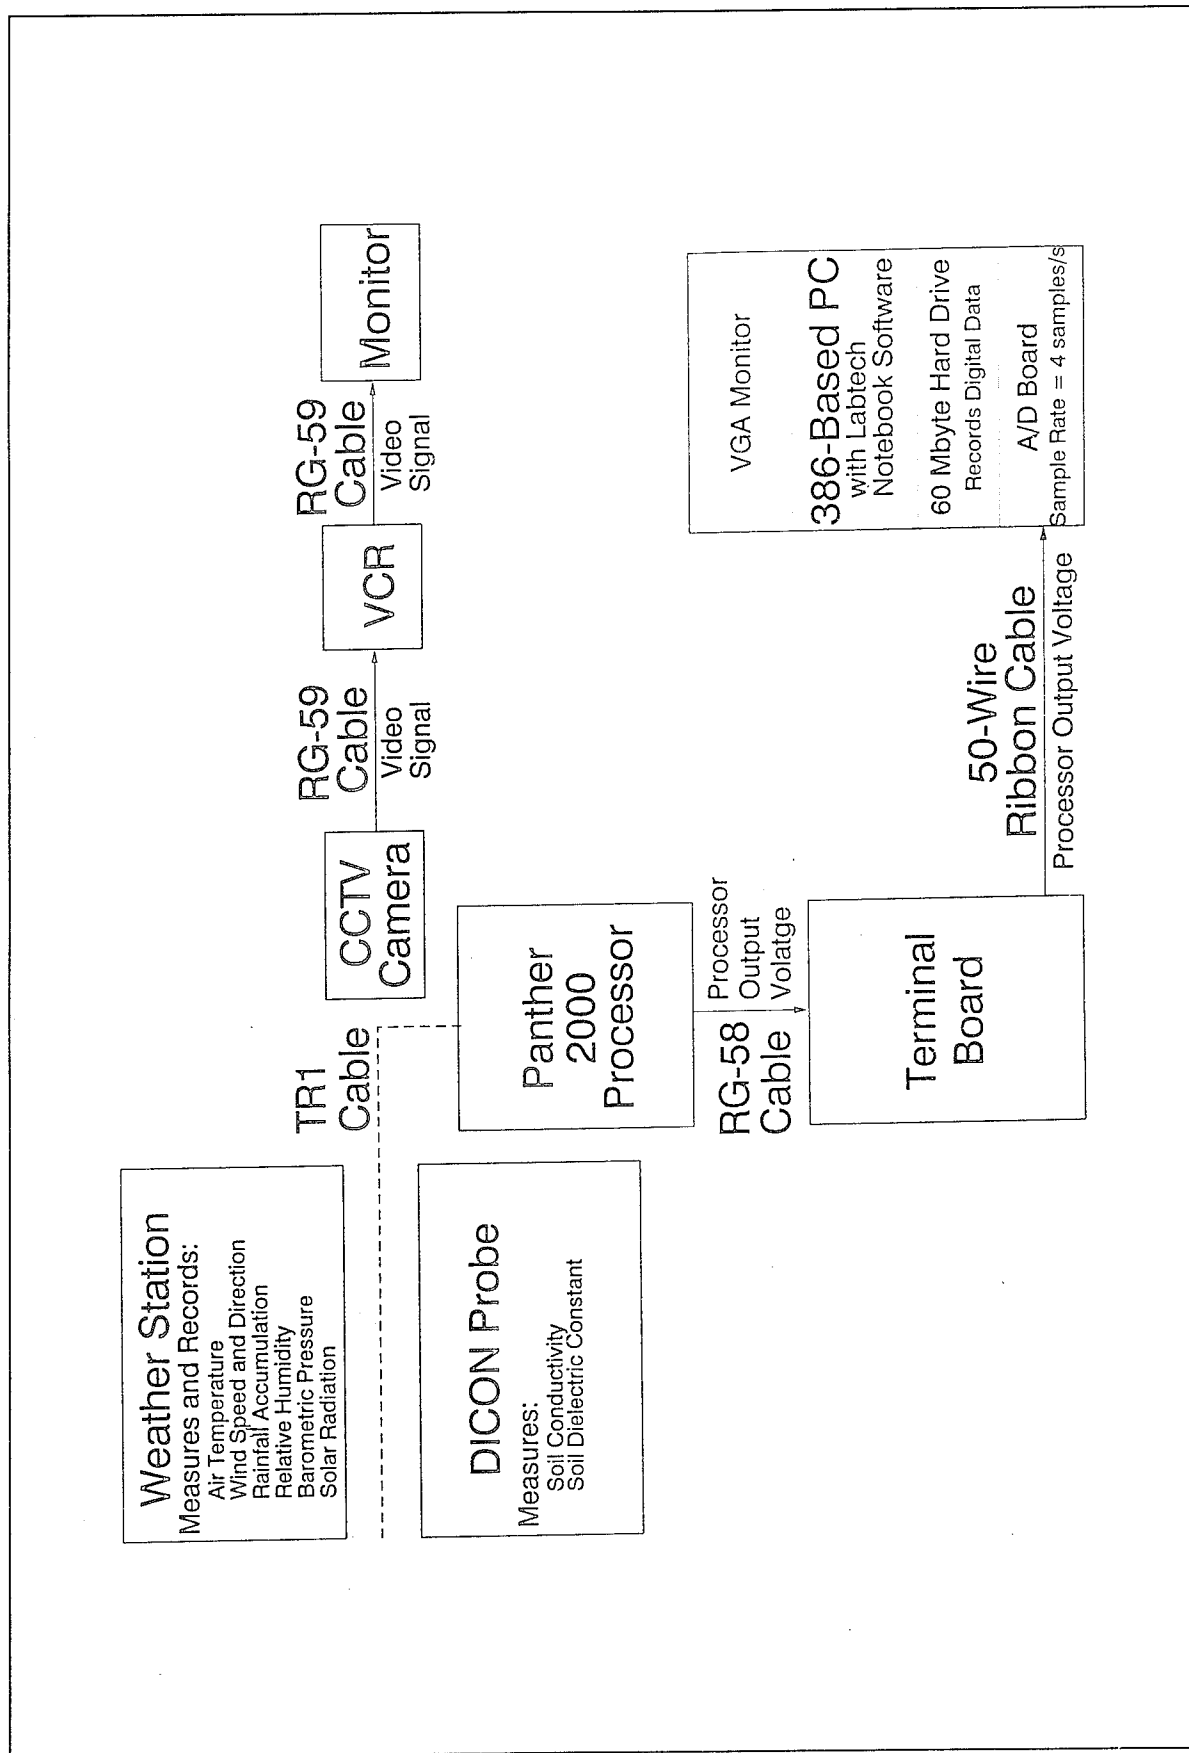 Weather Station
Measures and Records:
Air Temperature
Wind Speed and Direction
Rainfall Accumulation
Relative Humidity
Barometric Pressure
Solar Radiation
TR1
Cable
CCTV
Camera
RG-59
Cable
Video
Signal
VCR
RG-59
Cable
Video
Signal
Monitor
DICON Probe
Measures:
Soil Conductivity
Soil Dielectric Constant
Panther
2000
Processor
RG-58
Cable
Processor
Output
Volatge
Terminal
Board
50-Wire
Ribbon Cable
Processor Output Voltage
VGA Monitor
386-Based PC
with Labtech
Notebook Software
60 Mbyte Hard Drive
Records Digital Data
A/D Board
Sample Rate = 4 samples/s